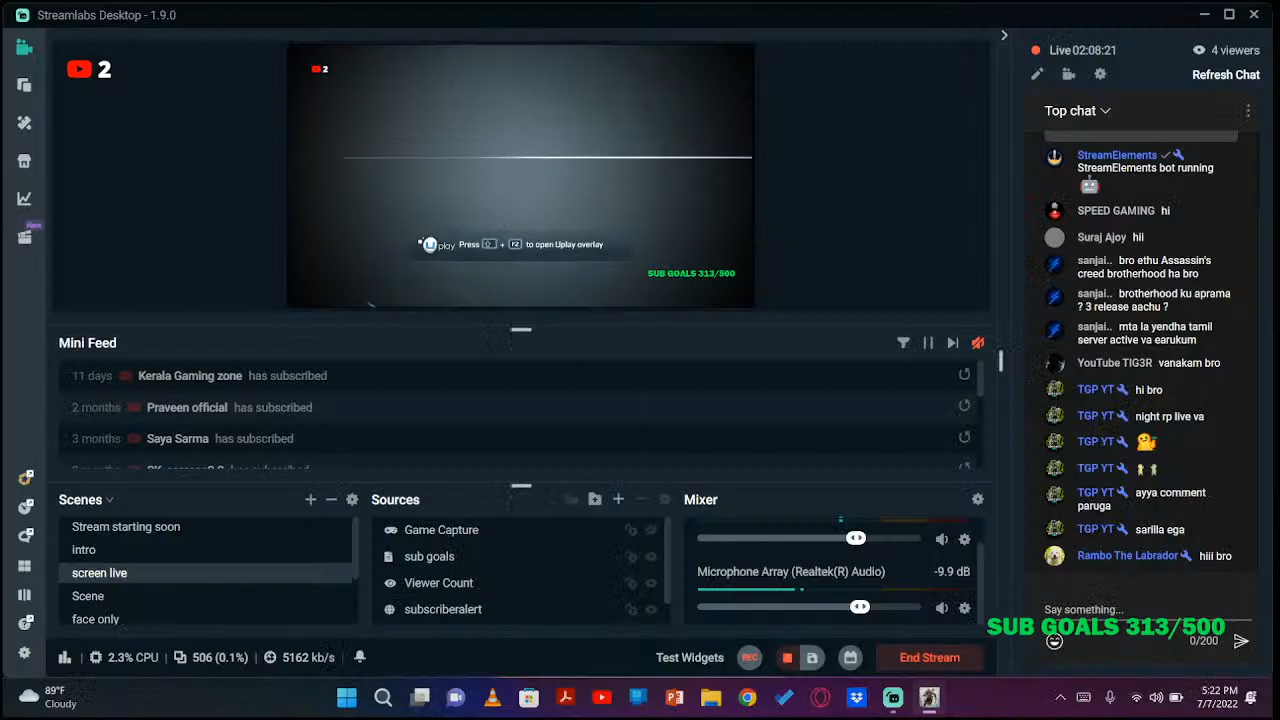 Streamlabs Desktop - 1.9.0
2
2
Uplay Press + F2 to open Uplay overlay
SUB GOALS 313/500
New
Live 02:08:21
4 viewers
Refresh Chat
Top chat
StreamElements
StreamElements bot running
SPEED GAMING hi
Suraj Ajoy hii
sanjai.. bro ethu Assassin's
creed brotherhood ha bro
sanjai.. brotherhood ku aprama
? 3 release aachu ?
sanjai.. mta la yendha tamil
server active va earukum
YouTube TIG3R vanakam bro
TGP YT hi bro
TGP YT night rp live va
TGP YT
TGP YT
TGP YT ayya comment
paruga
TGP YT sarilla ega
Rambo The Labrador hiii bro
Say something...
SUB GOALS 313/500
0/200
Mini Feed
11 days Kerala Gaming zone has subscribed
2 months Praveen official has subscribed
3 months Saya Sarma has subscribed
Scenes
Stream starting soon
intro
screen live
Scene
face only
Sources
Game Capture
sub goals
Viewer Count
subscriberalert
Mixer
Microphone Array (Realtek(R) Audio) -9.9 dB
2.3% CPU 506 (0.1%) 5162 kb/s
Test Widgets REC End Stream
89°F
Cloudy
5:22 PM
7/7/2022